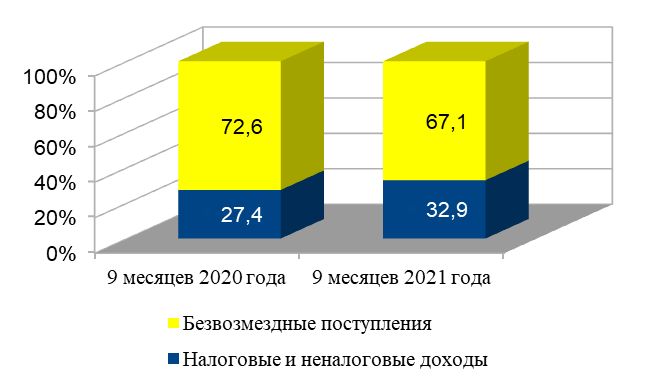 100%
80%
60%
40%
20%
0%
72,6
67,1
27,4
32,9
9 месяцев 2020 года
9 месяцев 2021 года
Безвозмездные поступления
Налоговые и неналоговые доходы